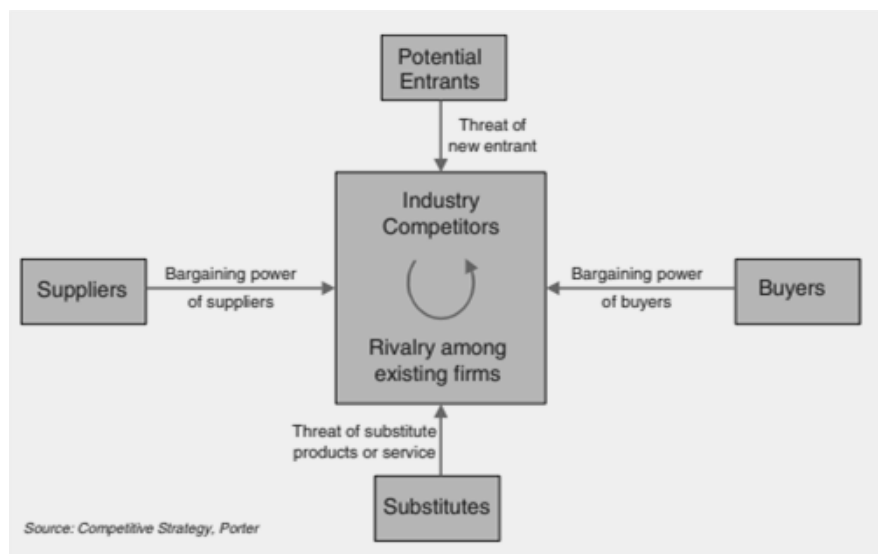 Potential
Entrants
Threat of
new entrant
Industry
Competitors
Suppliers
Bargaining power
of suppliers
Bargaining power
of buyers
Buyers
Rivalry among
existing firms
Threat of substitute
products or service
Substitutes
Source: Competitive Strategy, Porter